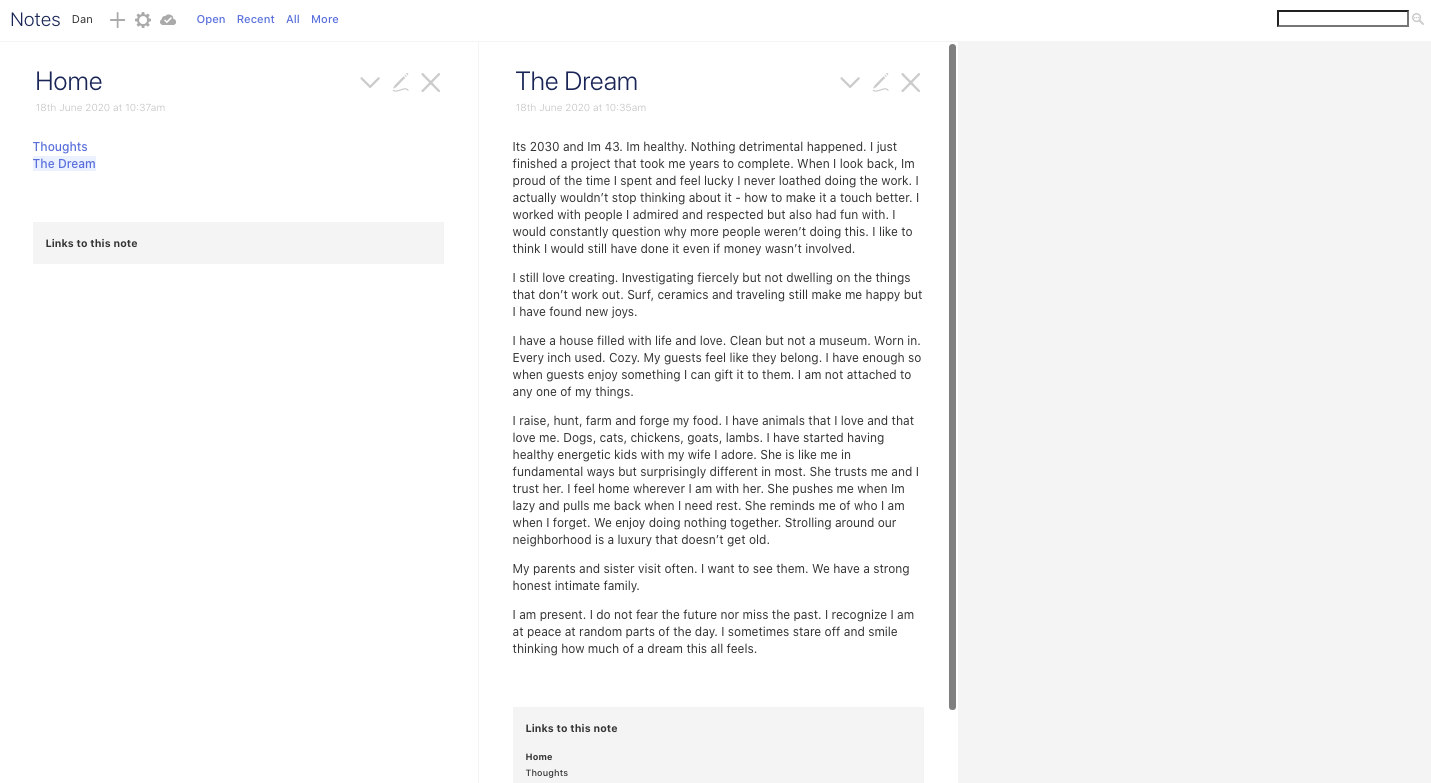 Notes Dan Open Recent All More
Home
18th June 2020 at 10:37am
Thoughts
The Dream
Links to this note
The Dream
18th June 2020 at 10:35am
Its 2030 and Im 43. Im healthy. Nothing detrimental happened. I just
finished a project that took me years to complete. When I look back, Im
proud of the time I spent and feel lucky I never loathed doing the work. I
actually wouldn’t stop thinking about it - how to make it a touch better. I
worked with people I admired and respected but also had fun with. I
would constantly question why more people weren’t doing this. I like to
think I would still have done it even if money wasn’t involved.
I still love creating. Investigating fiercely but not dwelling on the things
that don’t work out. Surf, ceramics and traveling still make me happy but
I have found new joys.
I have a house filled with life and love. Clean but not a museum. Worn in.
Every inch used. Cozy. My guests feel like they belong. I have enough so
when guests enjoy something I can gift it to them. I am not attached to
any one of my things.
I raise, hunt, farm and forge my food. I have animals that I love and that
love me. Dogs, cats, chickens, goats, lambs. I have started having
healthy energetic kids with my wife I adore. She is like me in
fundamental ways but surprisingly different in most. She trusts me and I
trust her. I feel home wherever I am with her. She pushes me when Im
lazy and pulls me back when I need rest. She reminds me of who I am
when I forget. We enjoy doing nothing together. Strolling around our
neighborhood is a luxury that doesn’t get old.
My parents and sister visit often. I want to see them. We have a strong
honest intimate family.
I am present. I do not fear the future nor miss the past. I recognize I am
at peace at random parts of the day. I sometimes stare off and smile
thinking how much of a dream this all feels.
Links to this note
Home
Thoughts